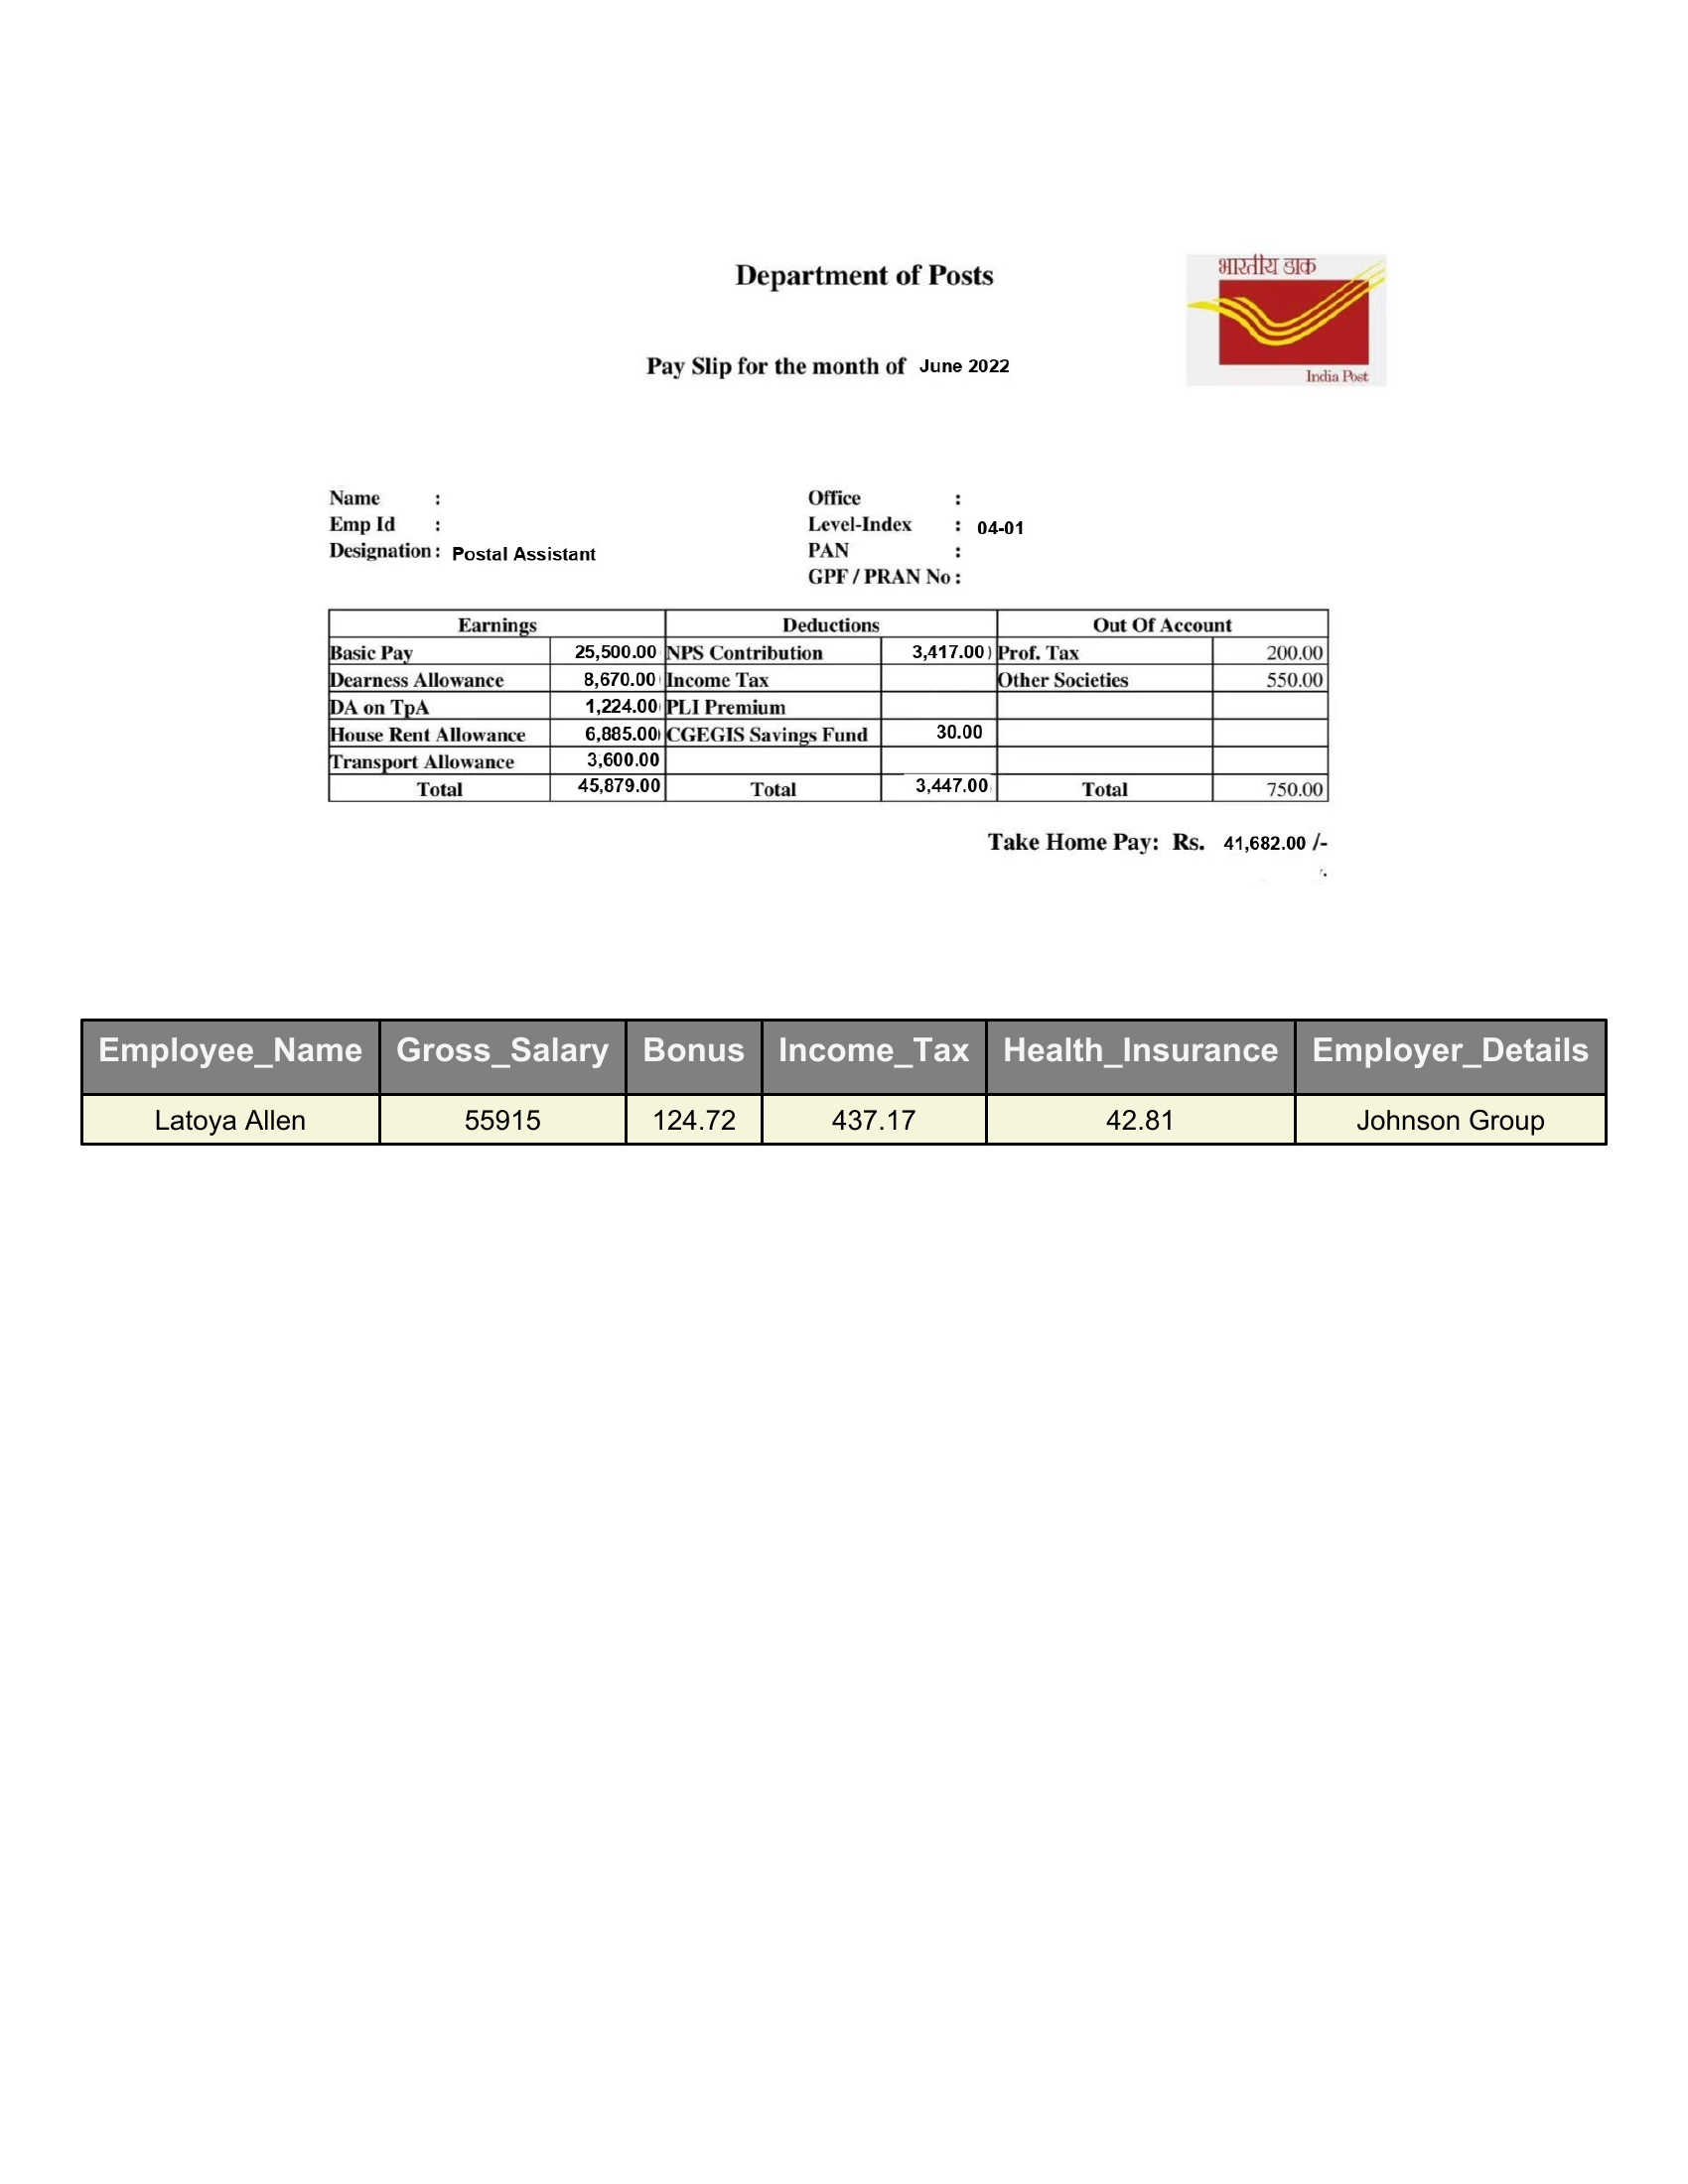 भारतीय डाक
Department of Posts
India Post
Pay Slip for the month of June 2022
Name : Office :
Emp Id : Level-Index : 04-01
Designation : Postal Assistant PAN :
GPF / PRAN No :
Earnings Deductions Out Of Account
Basic Pay 25,500.00 NPS Contribution 3,417.00 Prof. Tax 200.00
Dearness Allowance 8,670.00 Income Tax Other Societies 550.00
DA on TpA 1,224.00 PLI Premium
House Rent Allowance 6,885.00 CGEGIS Savings Fund 30.00
Transport Allowance 3,600.00
Total 45,879.00 Total 3,447.00 Total 750.00
Take Home Pay: Rs. 41,682.00 /-
Employee_Name Gross_Salary Bonus Income_Tax Health_Insurance Employer_Details
Latoya Allen 55915 124.72 437.17 42.81 Johnson Group